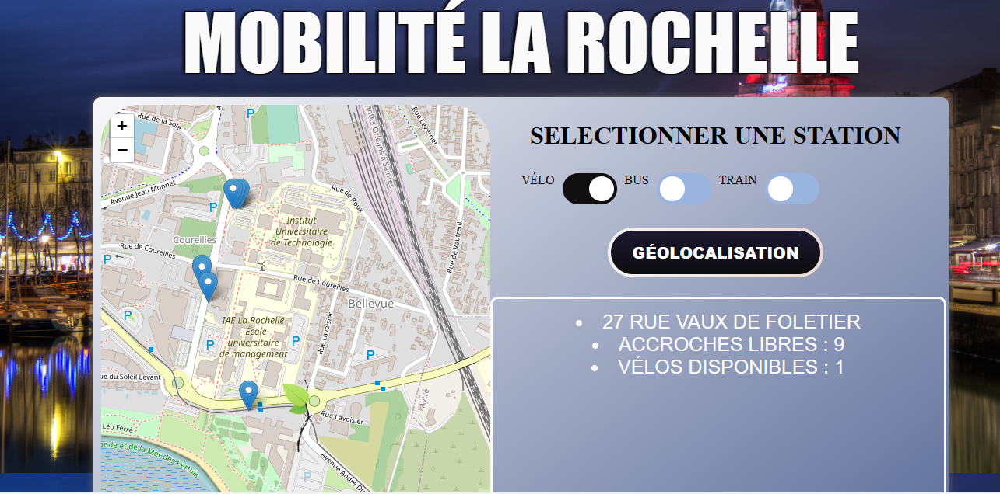 MOBILITÉ LA ROCHELLE
+
−
Rue de la Sole
P
Rue Leverrier
Avenue Jean Monnet
P
Rue de Roux
Institut
Universitaire
de Technologie
Coureilles
Rue de Vautreuil
P
Rue de Coureilles
Rue de Coureilles
Bellevue
P
IAE La Rochelle
- École
universitaire
de management
P
P
P
Rue Lavoisier
ue du Soleil Levant
Aytré
Rue Lavoisier
Léo Ferré
onde et de la Mer des Pertuis
P
Avenue André Du
SELECTIONNER UNE STATION
VÉLO BUS TRAIN
GÉOLOCALISATION
27 RUE VAUX DE FOLETIER
ACCROCHES LIBRES : 9
VÉLOS DISPONIBLES : 1